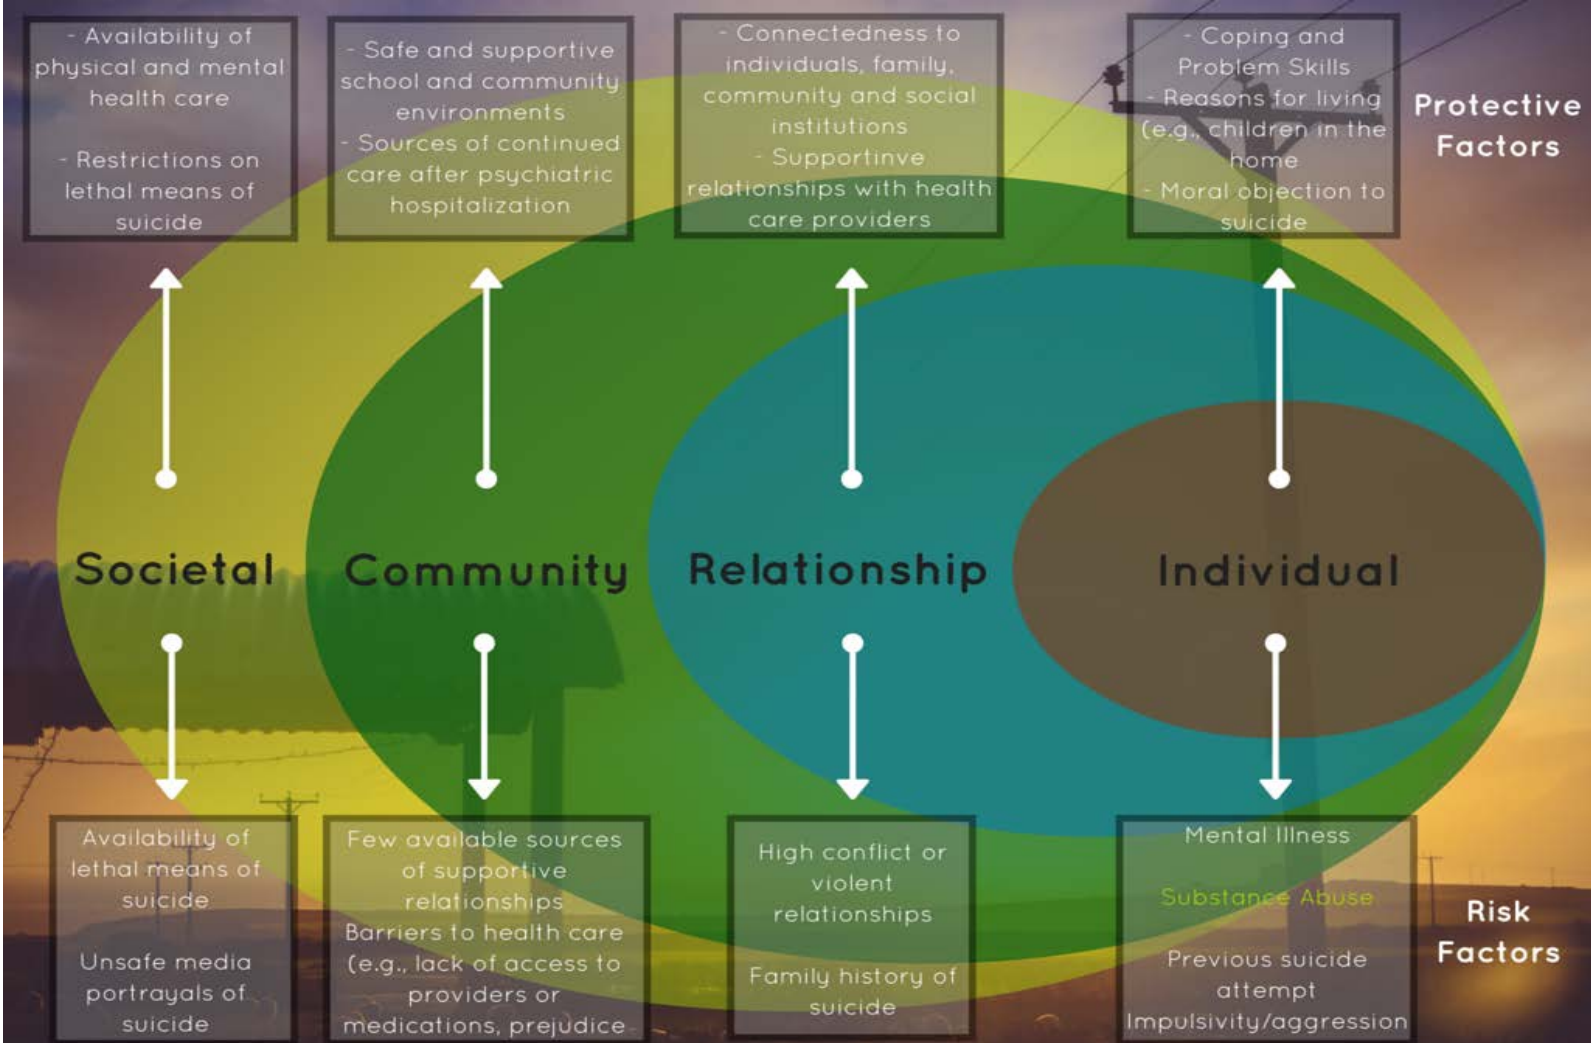 - Availability of
physical and mental
health care
- Restrictions on
lethal means of
suicide
- Safe and supportive
school and community
environments
- Sources of continued
care after psychiatric
hospitalization
- Connectedness to
individuals, family,
community and social
institutions
- Supportinve
relationships with health
care providers
- Coping and
Problem Skills
- Reasons for living
(e.g., children in the
home
- Moral objection to
suicide
Protective
Factors
Societal
Community
Relationship
Individual
Availability of
lethal means of
suicide
Unsafe media
portrayals of
suicide
Few available sources
of supportive
relationships
Barriers to health care
(e.g., lack of access to
providers or
medications, prejudice
High conflict or
violent
relationships
Family history of
suicide
Mental Illness
Substance Abuse
Previous suicide
attempt
Impulsivity/aggression
Risk
Factors